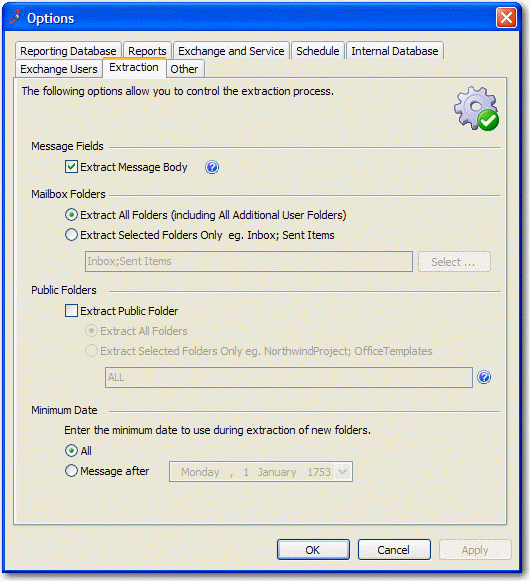 Options
Reporting Database Reports Exchange and Service Schedule Internal Database
Exchange Users Extraction Other
The following options allow you to control the extraction process.
Message Fields
Extract Message Body ?
Mailbox Folders
Extract All Folders (including All Additional User Folders)
Extract Selected Folders Only eg. Inbox; Sent Items
Inbox;Sent Items Select ...
Public Folders
Extract Public Folder
Extract All Folders
Extract Selected Folders Only eg. NorthwindProject; OfficeTemplates
ALL ?
Minimum Date
Enter the minimum date to use during extraction of new folders.
All
Message after Monday , 1 January 1753
OK Cancel Apply